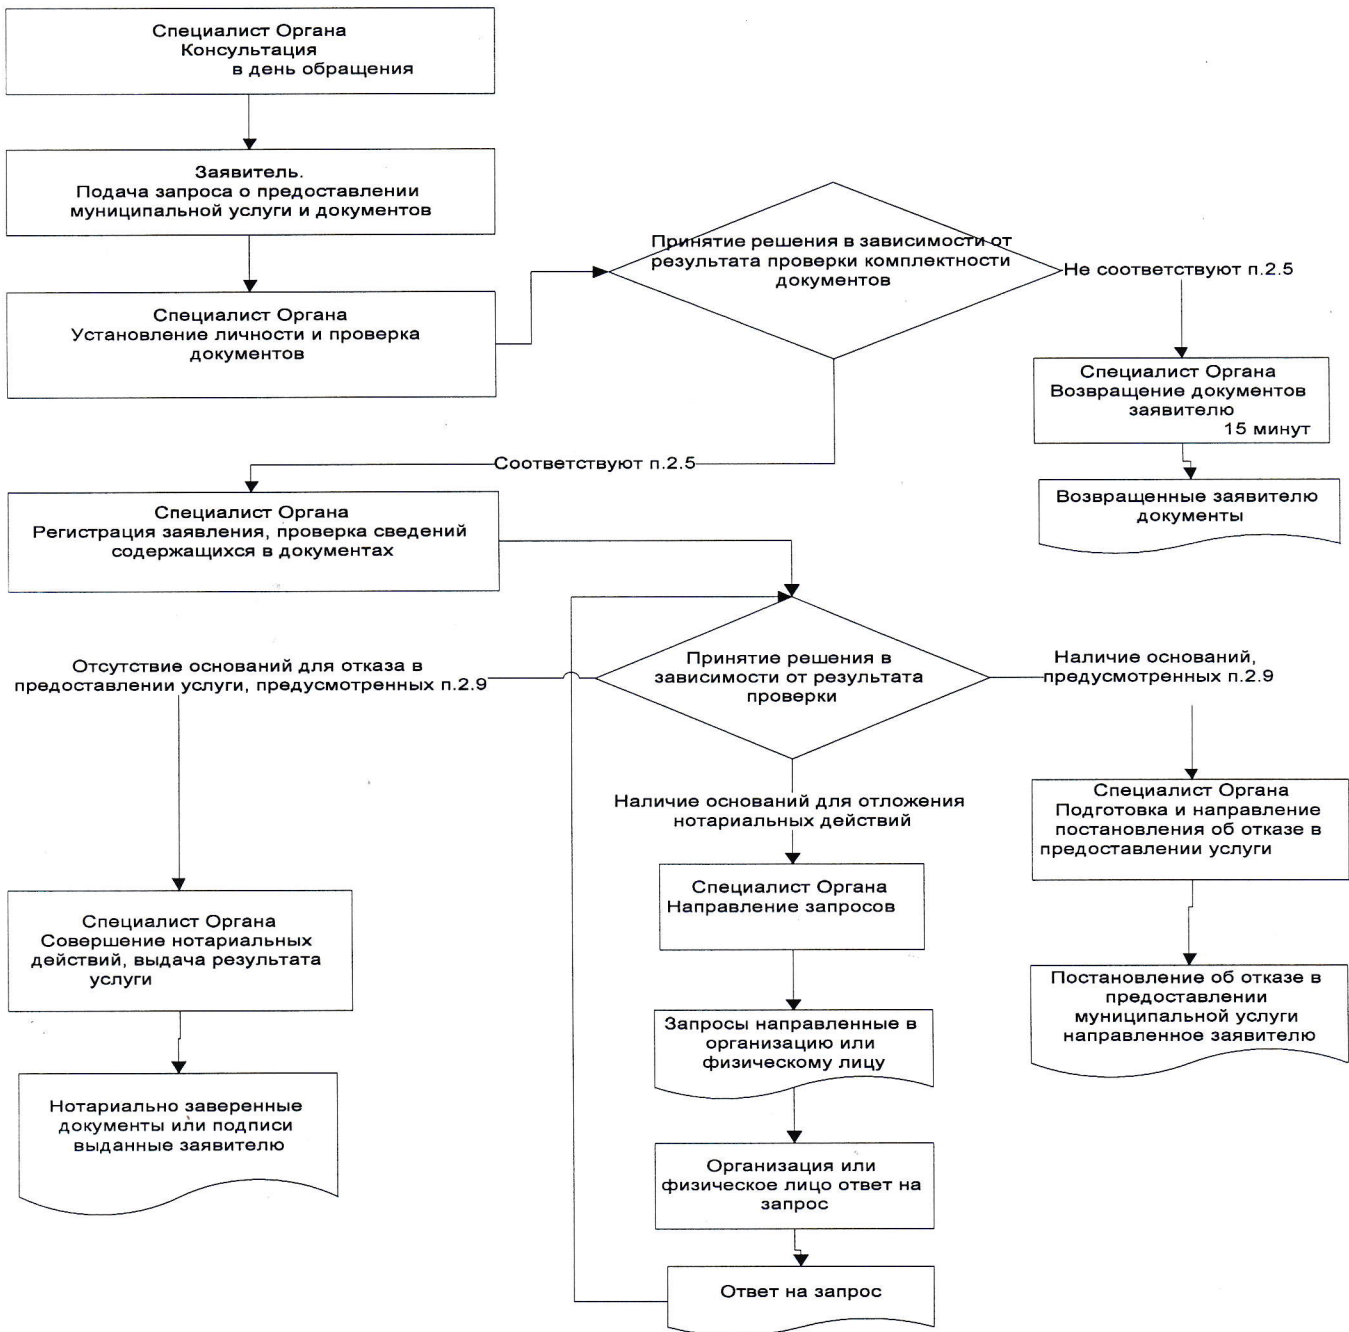 Специалист Органа
Консультация
в день обращения
Заявитель.
Подача запроса о предоставлении
муниципальной услуги и документов
Специалист Органа
Установление личности и проверка
документов
Принятие решения в зависимости от
результата проверки комплектности
документов
Не соответствуют п.2.5
Специалист Органа
Возвращение документов
заявителю
15 минут
Возвращенные заявителю
документы
Соответствуют п.2.5
Специалист Органа
Регистрация заявления, проверка сведений
содержащихся в документах
Принятие решения в
зависимости от результата
проверки
Отсутствие оснований для отказа в
предоставлении услуги, предусмотренных п.2.9
Наличие оснований,
предусмотренных п.2.9
Наличие оснований для отложения
нотариальных действий
Специалист Органа
Подготовка и направление
постановления об отказе в
предоставлении услуги
Специалист Органа
Направление запросов
Специалист Органа
Совершение нотариальных
действий, выдача результата
услуги
Постановление об отказе в
предоставлении
муниципальной услуги
направленное заявителю
Запросы направленные в
организацию или
физическому лицу
Нотариально заверенные
документы или подписи
выданные заявителю
Организация или
физическое лицо ответ на
запрос
Ответ на запрос